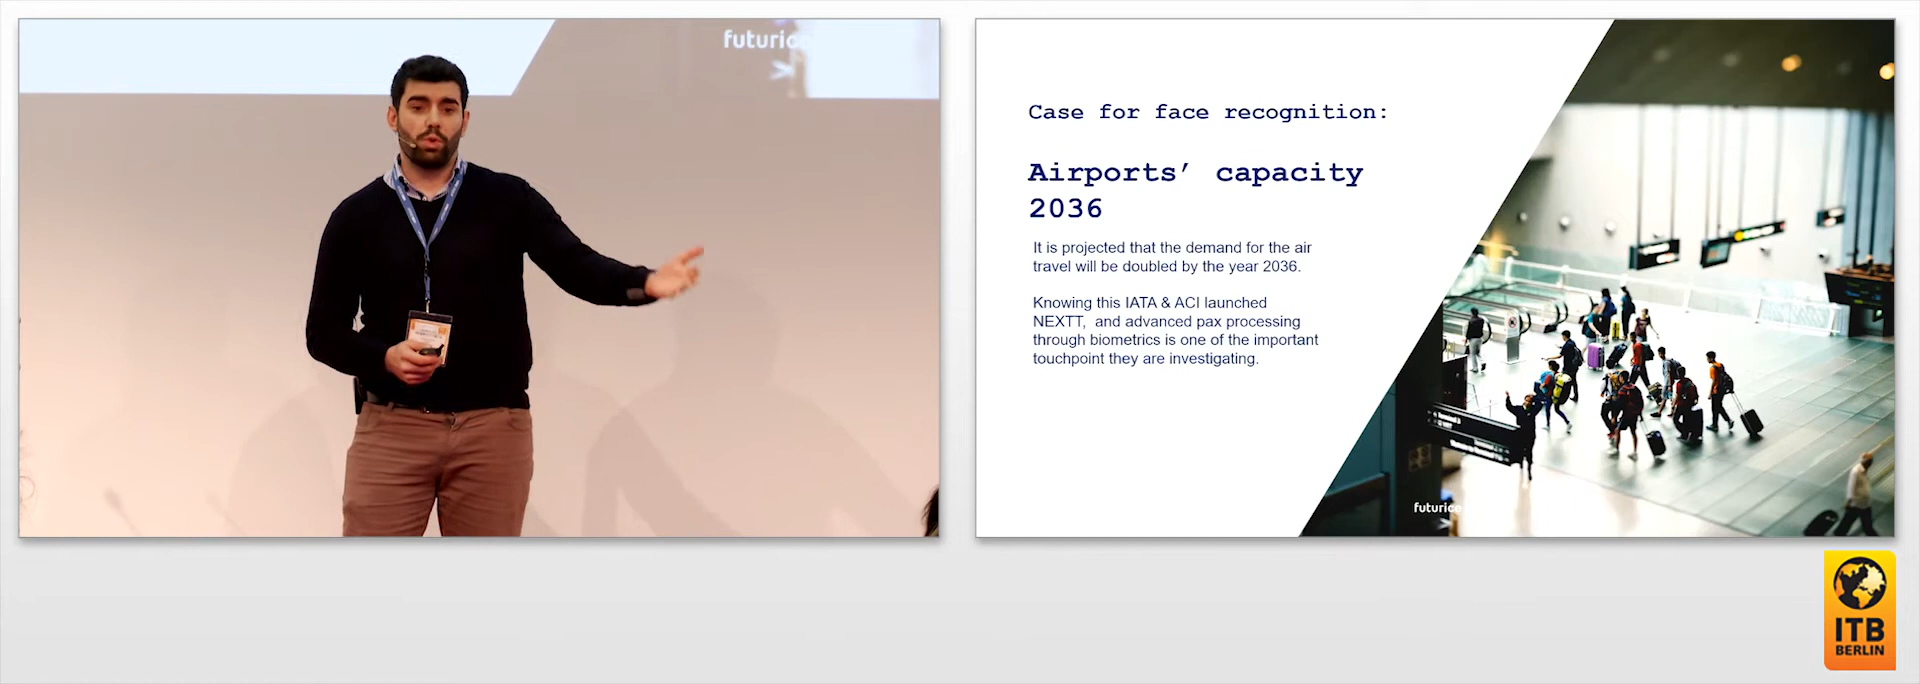 futurice
Case for face recognition:
Airports’ capacity
2036
It is projected that the demand for the air
travel will be doubled by the year 2036.
Knowing this IATA & ACI launched
NEXTT, and advanced pax processing
through biometrics is one of the important
touchpoint they are investigating.
futurice
ITB
BERLIN